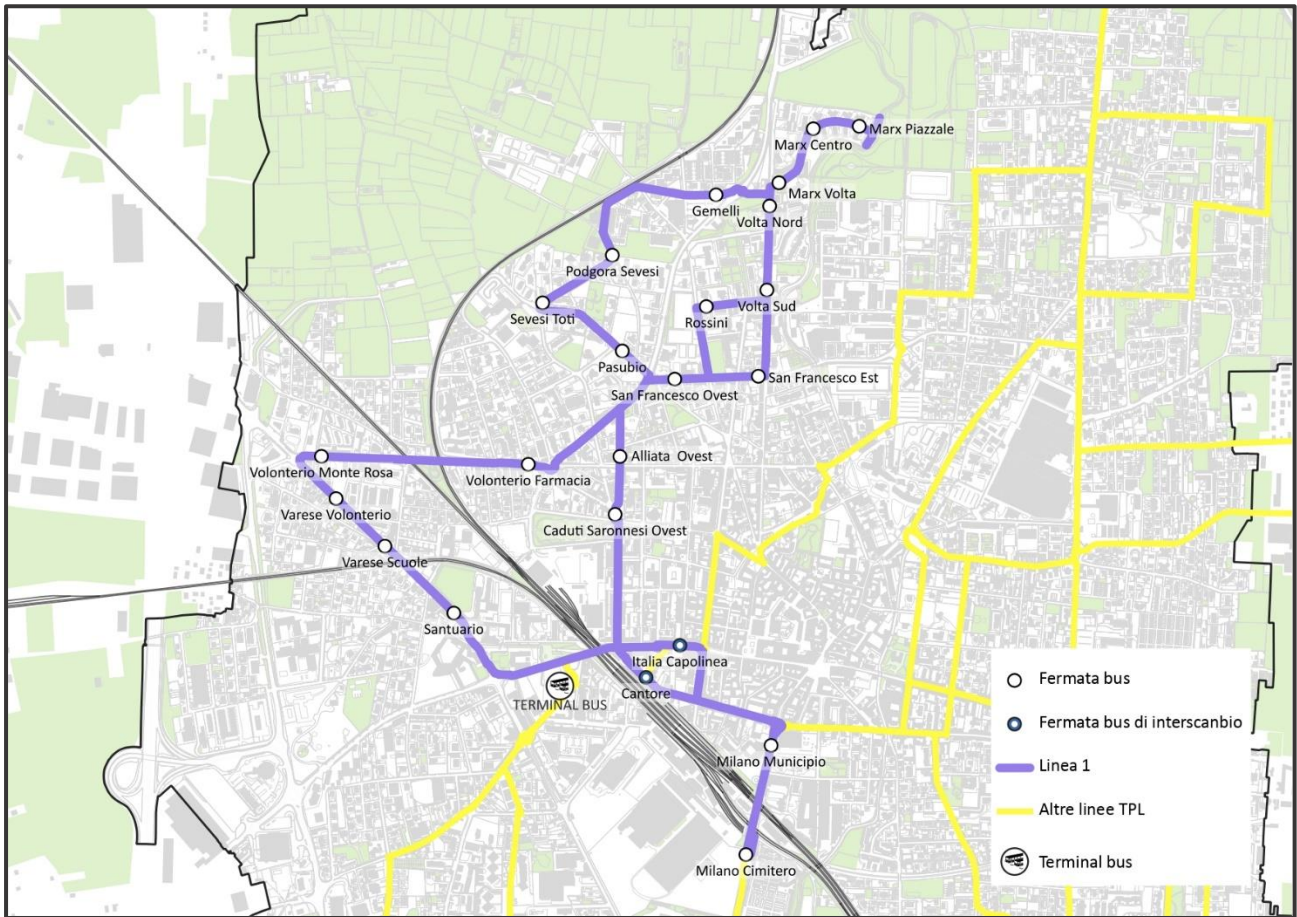 Marx Piazzale
Marx Centro
Marx Volta
Gemelli
Volta Nord
Podgora Sevesi
Volta Sud
Rossini
Sevesi Toti
Pasubio
San Francesco Est
San Francesco Ovest
Alliata Ovest
Volonterio Monte Rosa
Volonterio Farmacia
Varese Volonterio
Caduti Saronnesi Ovest
Varese Scuole
Santuario
Italia Capolinea
Cantore
TERMINAL BUS
Milano Municipio
Milano Cimitero
Fermata bus
Fermata bus di interscanbio
Linea 1
Altre linee TPL
Terminal bus